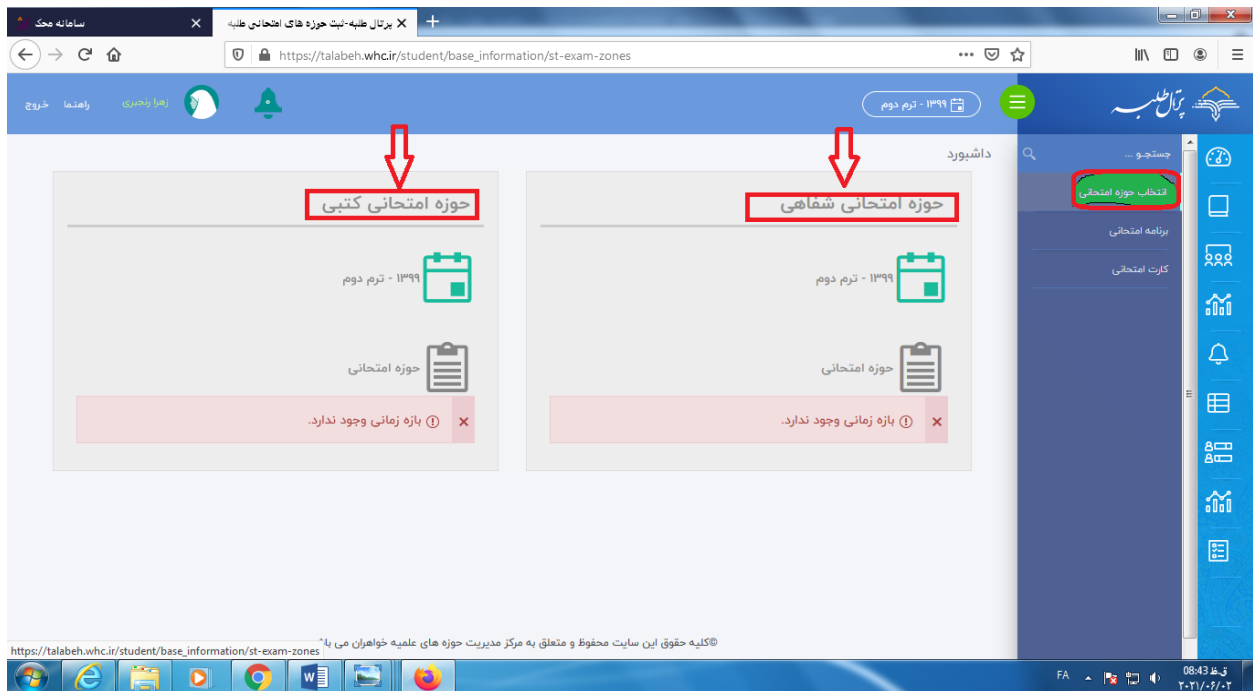 سامانه محک
پرتال طلبه-ثبت حوزه های امتحانی طلبه
https://talabeh.whc.ir/student/base_information/st-exam-zones
پرتال طلبه
۱۳۹۹ - ترم دوم
زهرا رنجبری
راهنما
خروج
جستجو ...
انتخاب حوزه امتحانی
برنامه امتحانی
کارت امتحانی
داشبورد
حوزه امتحانی شفاهی
۱۳۹۹ - ترم دوم
حوزه امتحانی
بازه زمانی وجود ندارد.
حوزه امتحانی کتبی
۱۳۹۹ - ترم دوم
حوزه امتحانی
بازه زمانی وجود ندارد.
©کلیه حقوق این سایت محفوظ و متعلق به مرکز مدیریت حوزه های علمیه خواهران می با
https://talabeh.whc.ir/student/base_information/st-exam-zones
FA
08:43 ق.ظ
۲۰۲۱/۰۶/۰۲